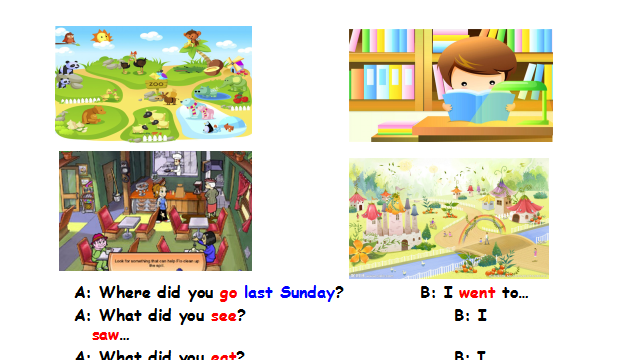 ZOO
Look for something that can help Flo clean up
the spill
A: Where did you go last Sunday? B: I went to…
A: What did you see? B: I
saw…
A: What did you eat? B: I